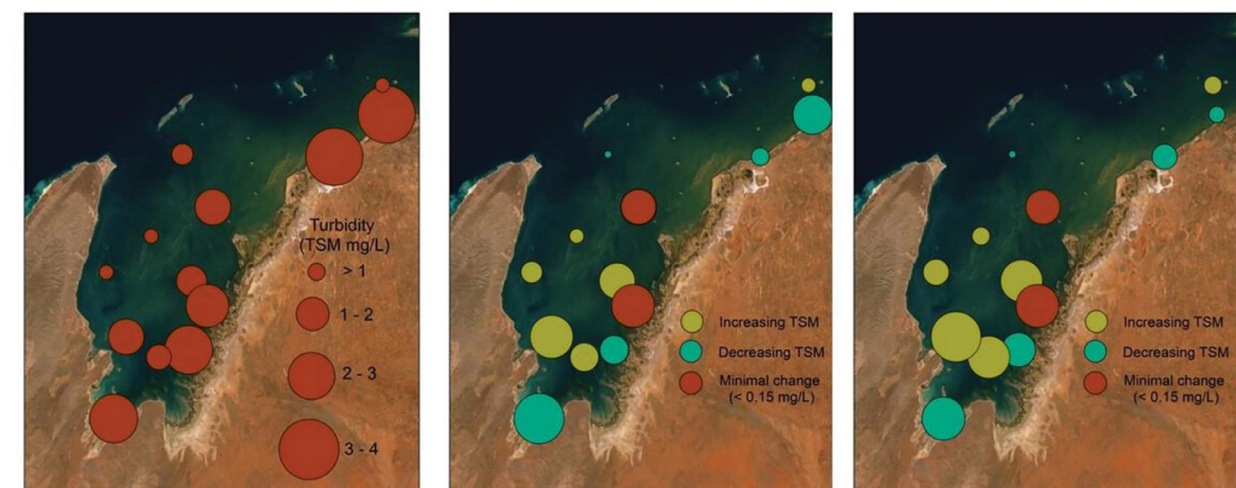 Turbidity
(TSM mg/L)
> 1
1 - 2
2 - 3
3 - 4
Increasing TSM
Decreasing TSM
Minimal change
(< 0.15 mg/L)
Increasing TSM
Decreasing TSM
Minimal change
(< 0.15 mg/L)